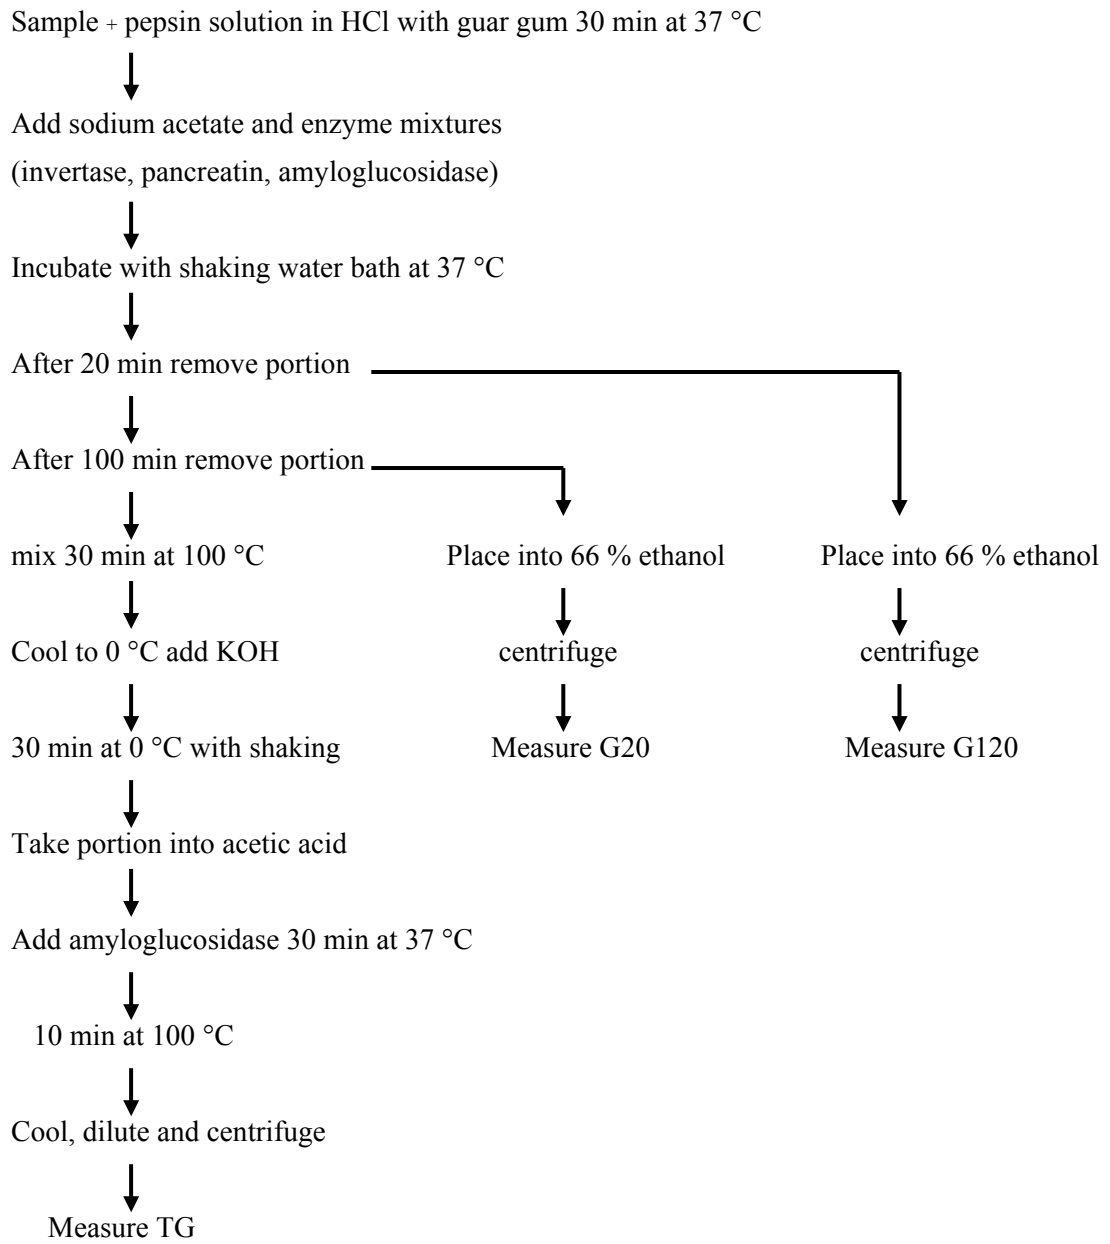 Sample + pepsin solution in HCl with guar gum 30 min at 37 °C
Add sodium acetate and enzyme mixtures
(invertase, pancreatin, amyloglucosidase)
Incubate with shaking water bath at 37 °C
After 20 min remove portion
After 100 min remove portion
mix 30 min at 100 °C
Place into 66 % ethanol
Place into 66 % ethanol
Cool to 0 °C add KOH
centrifuge
centrifuge
30 min at 0 °C with shaking
Measure G20
Measure G120
Take portion into acetic acid
Add amyloglucosidase 30 min at 37 °C
10 min at 100 °C
Cool, dilute and centrifuge
Measure TG